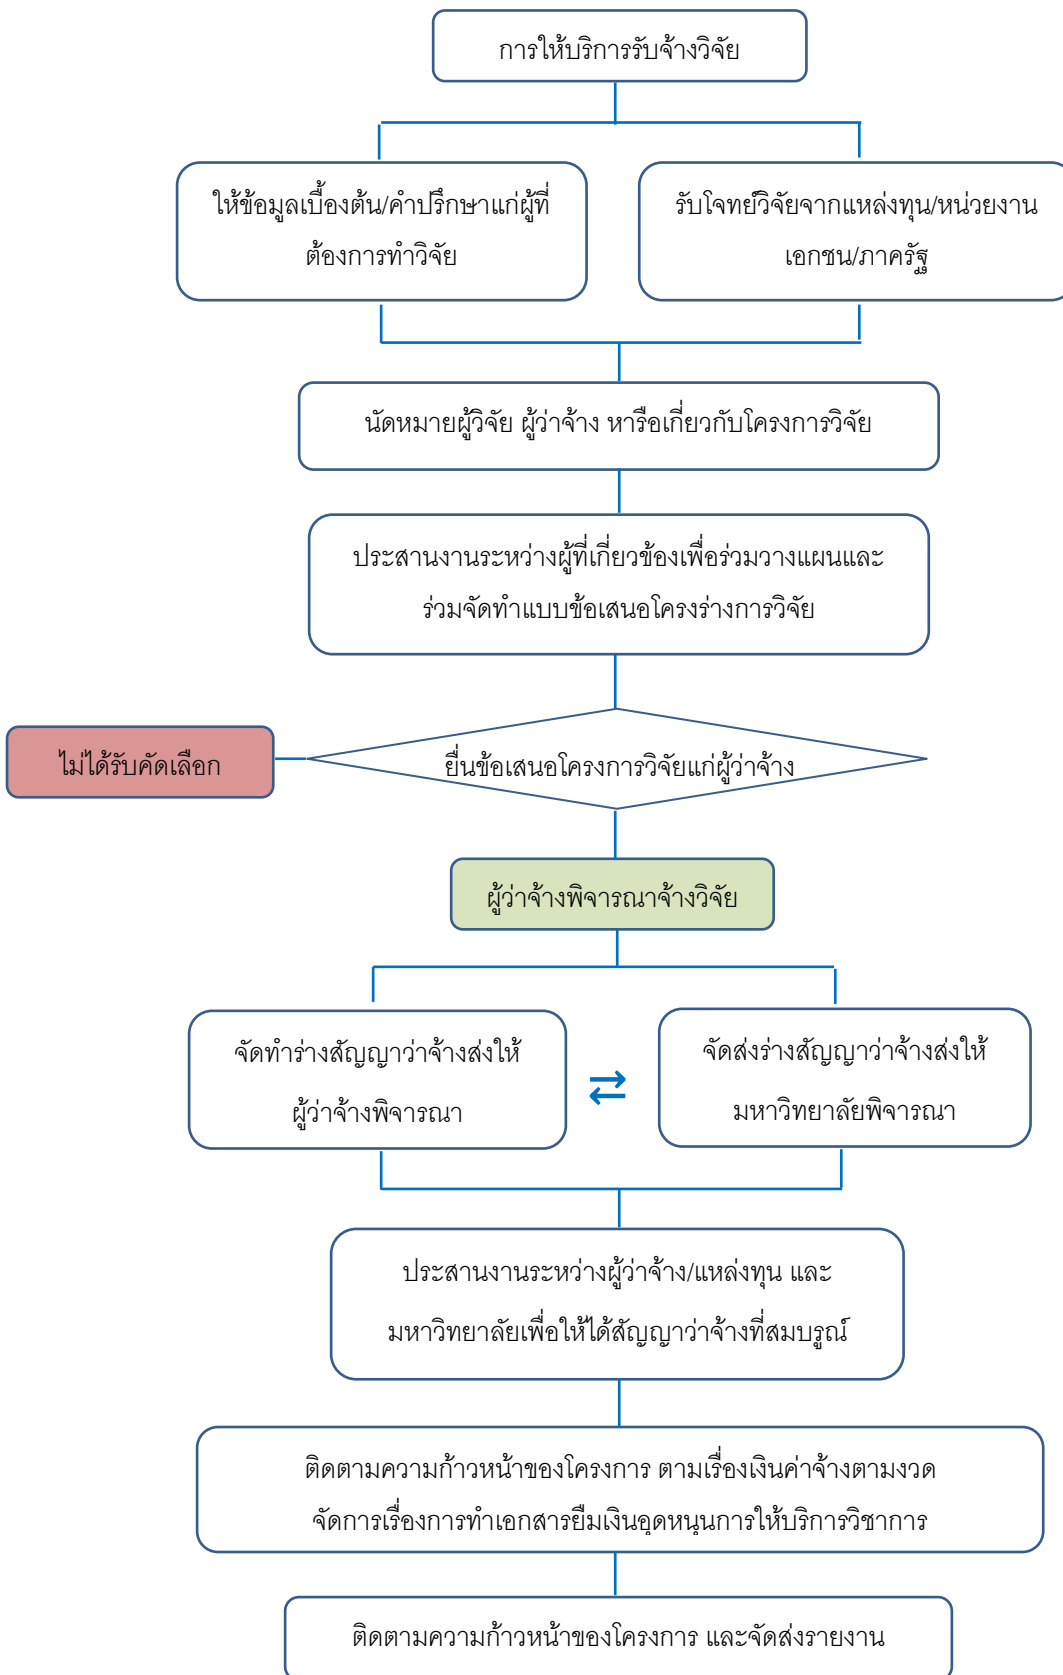 การให้บริการรับจ้างวิจัย
ให้ข้อมูลเบื้องต้น/คำปรึกษาแก่ผู้ที่
ต้องการทำวิจัย
รับโจทย์วิจัยจากแหล่งทุน/หน่วยงาน
เอกชน/ภาครัฐ
นัดหมายผู้วิจัย ผู้ว่าจ้าง หารือเกี่ยวกับโครงการวิจัย
ประสานงานระหว่างผู้ที่เกี่ยวข้องเพื่อร่วมวางแผนและ
ร่วมจัดทำแบบข้อเสนอโครงร่างการวิจัย
ไม่ได้รับคัดเลือก
ยื่นข้อเสนอโครงการวิจัยแก่ผู้ว่าจ้าง
ผู้ว่าจ้างพิจารณาจ้างวิจัย
จัดทำร่างสัญญาว่าจ้างส่งให้
ผู้ว่าจ้างพิจารณา
จัดส่งร่างสัญญาว่าจ้างส่งให้
มหาวิทยาลัยพิจารณา
ประสานงานระหว่างผู้ว่าจ้าง/แหล่งทุน และ
มหาวิทยาลัยเพื่อให้ได้สัญญาว่าจ้างที่สมบรูณ์
ติดตามความก้าวหน้าของโครงการ ตามเรื่องเงินค่าจ้างตามงวด
จัดการเรื่องการทำเอกสารยืมเงินอุดหนุนการให้บริการวิชาการ
ติดตามความก้าวหน้าของโครงการ และจัดส่งรายงาน